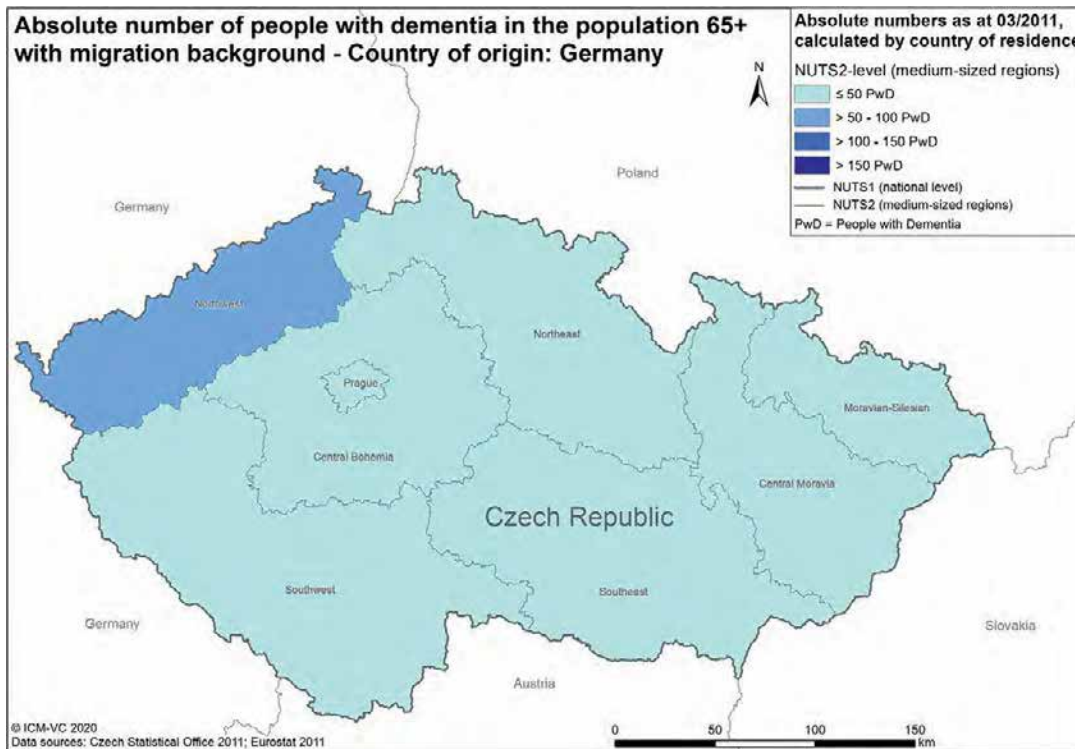 Absolute number of people with dementia in the population 65+
with migration background - Country of origin: Germany
Absolute numbers as at 03/2011,
calculated by country of residence
NUTS2-level (medium-sized regions)
≤ 50 PwD
> 50 - 100 PwD
> 100 - 150 PwD
> 150 PwD
NUTS1 (national level)
NUTS2 (medium-sized regions)
PwD = People with Dementia
N
Poland
Germany
Northwest
Northeast
Prague
Moravian-Silesian
Central Bohemia
Central Moravia
Czech Republic
Southwest
Southeast
Germany
Slovakia
Austria
© ICM-VC 2020
Data sources: Czech Statistical Office 2011; Eurostat 2011
0 50 100 150
km